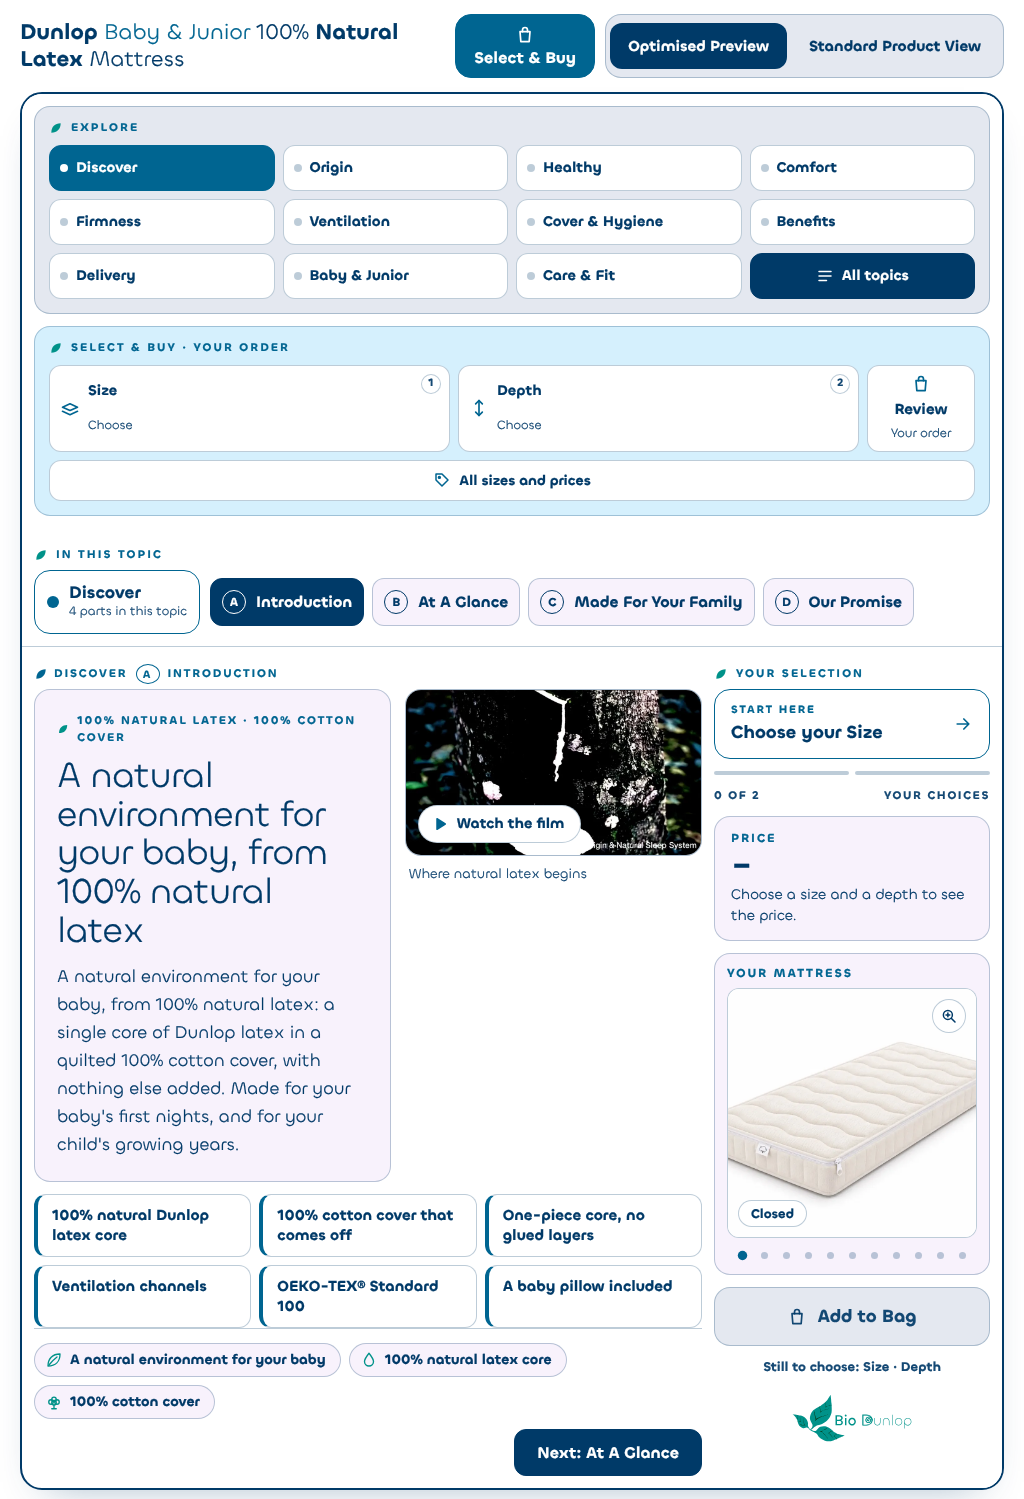 Dunlop Baby & Junior 100% Natural
Latex Mattress
Select & Buy
Optimised Preview
Standard Product View
EXPLORE
Discover
Origin
Healthy
Comfort
Firmness
Ventilation
Cover & Hygiene
Benefits
Delivery
Baby & Junior
Care & Fit
All topics
SELECT & BUY · YOUR ORDER
Size
1
Choose
Depth
2
Choose
Review
Your order
All sizes and prices
IN THIS TOPIC
Discover
4 parts in this topic
A Introduction
B At A Glance
C Made For Your Family
D Our Promise
DISCOVER A INTRODUCTION
100% NATURAL LATEX · 100% COTTON
COVER
A natural
environment for
your baby, from
100% natural
latex
A natural environment for your
baby, from 100% natural latex: a
single core of Dunlop latex in a
quilted 100% cotton cover, with
nothing else added. Made for your
baby's first nights, and for your
child's growing years.
Watch the film
& Natural Sleep System
Where natural latex begins
100% natural Dunlop
latex core
100% cotton cover that
comes off
One-piece core, no
glued layers
Ventilation channels
OEKO-TEX® Standard
100
A baby pillow included
A natural environment for your baby
100% natural latex core
100% cotton cover
Next: At A Glance
YOUR SELECTION
START HERE
Choose your Size
0 OF 2
YOUR CHOICES
PRICE
–
Choose a size and a depth to see
the price.
YOUR MATTRESS
Closed
Add to Bag
Still to choose: Size · Depth
Bio Dunlop